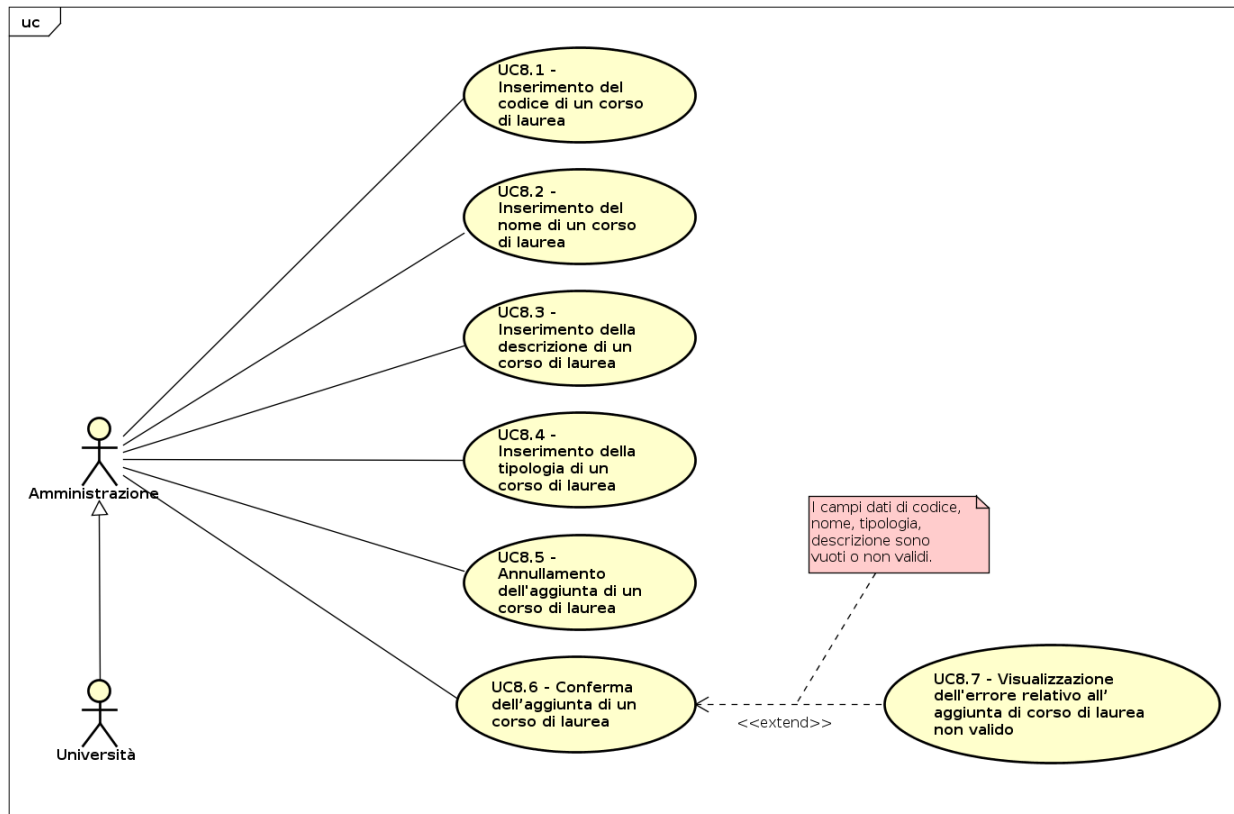 uc
UC8.1 -
Inserimento del
codice di un corso
di laurea
UC8.2 -
Inserimento del
nome di un corso
di laurea
UC8.3 -
Inserimento della
descrizione di un
corso di laurea
UC8.4 -
Inserimento della
tipologia di un
corso di laurea
Amministrazione
I campi dati di codice,
nome, tipologia,
descrizione sono
vuoti o non validi.
UC8.5 -
Annullamento
dell'aggiunta di un
corso di laurea
UC8.6 - Conferma
dell’aggiunta di un
corso di laurea
<<extend>>
UC8.7 - Visualizzazione
dell'errore relativo all’
aggiunta di corso di laurea
non valido
Università